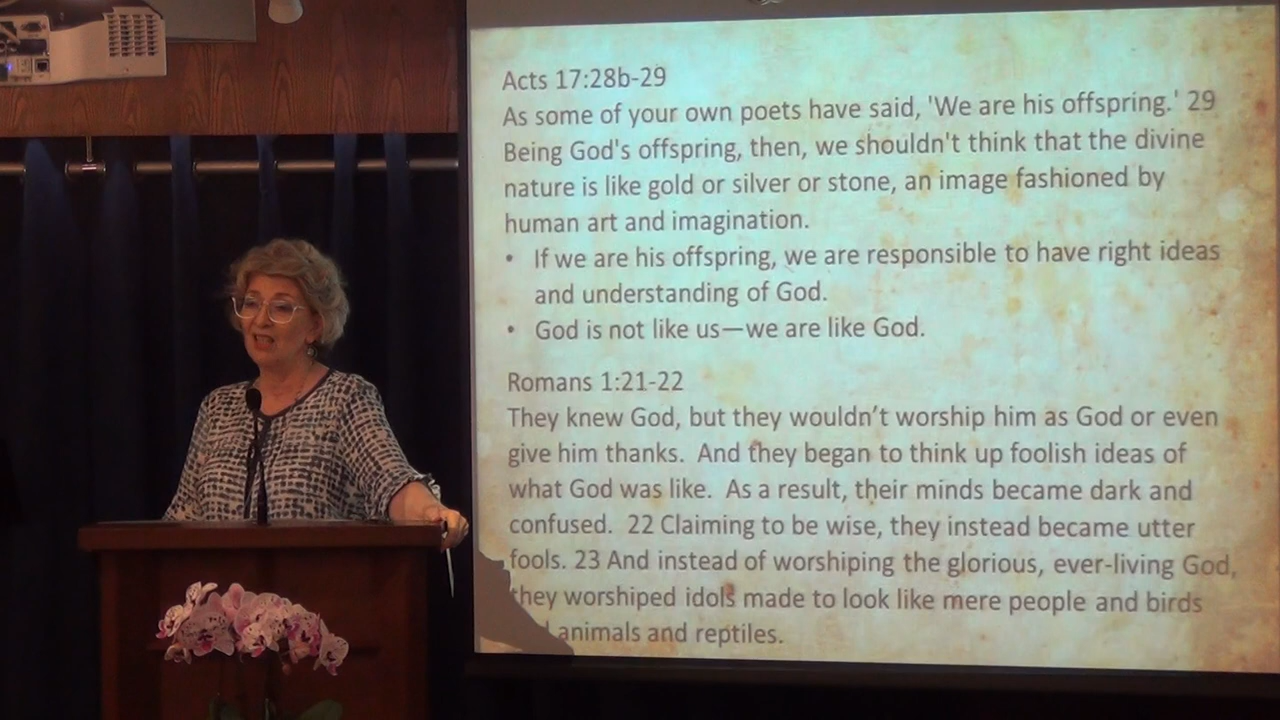 Acts 17:28b-29
As some of your own poets have said, 'We are his offspring.' 29
Being God's offspring, then, we shouldn't think that the divine
nature is like gold or silver or stone, an image fashioned by
human art and imagination.
• If we are his offspring, we are responsible to have right ideas
and understanding of God.
• God is not like us—we are like God.
Romans 1:21-22
They knew God, but they wouldn’t worship him as God or even
give him thanks.  And they began to think up foolish ideas of
what God was like.  As a result, their minds became dark and
confused.  22 Claiming to be wise, they instead became utter
fools. 23 And instead of worshiping the glorious, ever-living God,
they worshiped idols made to look like mere people and birds
animals and reptiles.